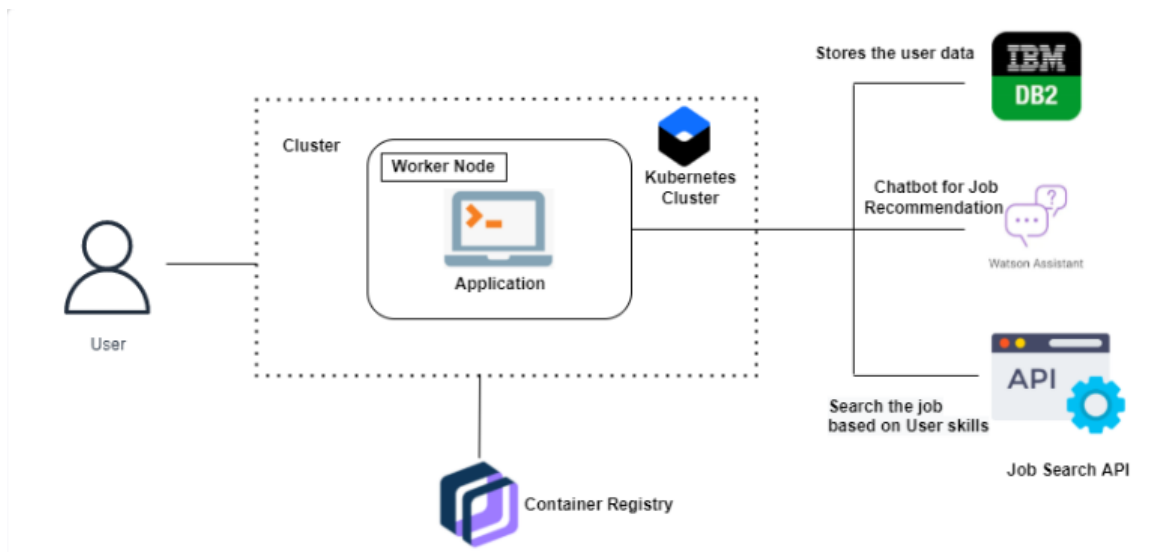 Stores the user data
IBM
DB2
Cluster
Worker Node
Kubernetes
Cluster
Application
Chatbot for Job
Recommendation
?
Watson Assistant
User
API
Search the job
based on User skills
Job Search API
Container Registry